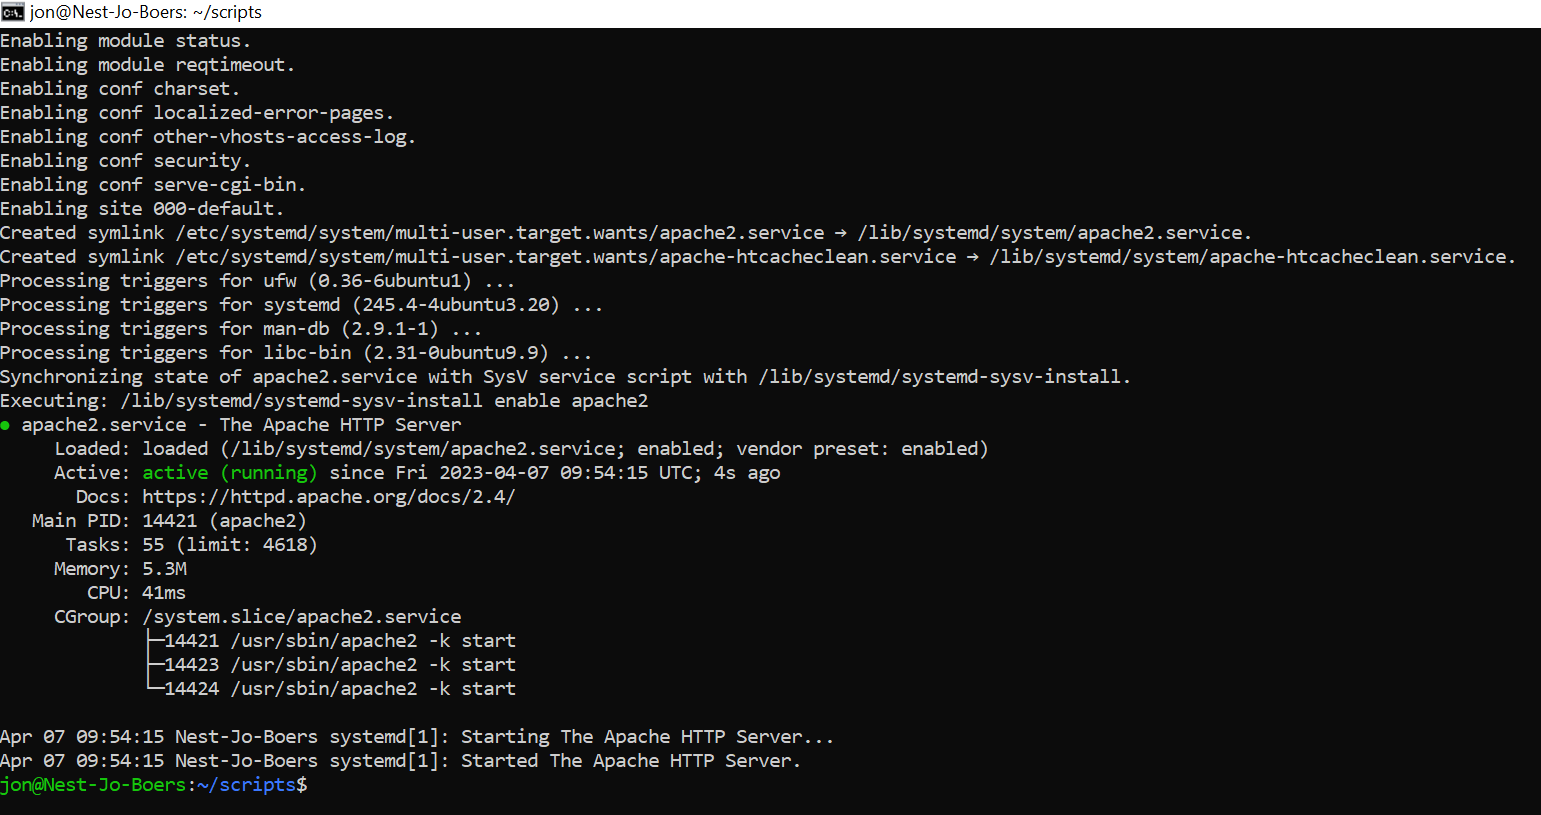 jon@Nest-Jo-Boers: ~/scripts
Enabling module status.
Enabling module reqtimeout.
Enabling conf charset.
Enabling conf localized-error-pages.
Enabling conf other-vhosts-access-log.
Enabling conf security.
Enabling conf serve-cgi-bin.
Enabling site 000-default.
Created symlink /etc/systemd/system/multi-user.target.wants/apache2.service → /lib/systemd/system/apache2.service.
Created symlink /etc/systemd/system/multi-user.target.wants/apache-htcacheclean.service → /lib/systemd/system/apache-htcacheclean.service.
Processing triggers for ufw (0.36-6ubuntu1) ...
Processing triggers for systemd (245.4-4ubuntu3.20) ...
Processing triggers for man-db (2.9.1-1) ...
Processing triggers for libc-bin (2.31-0ubuntu9.9) ...
Synchronizing state of apache2.service with SysV service script with /lib/systemd/systemd-sysv-install.
Executing: /lib/systemd/systemd-sysv-install enable apache2
● apache2.service - The Apache HTTP Server
     Loaded: loaded (/lib/systemd/system/apache2.service; enabled; vendor preset: enabled)
     Active: active (running) since Fri 2023-04-07 09:54:15 UTC; 4s ago
       Docs: https://httpd.apache.org/docs/2.4/
   Main PID: 14421 (apache2)
      Tasks: 55 (limit: 4618)
     Memory: 5.3M
        CPU: 41ms
     CGroup: /system.slice/apache2.service
             ├─14421 /usr/sbin/apache2 -k start
             ├─14423 /usr/sbin/apache2 -k start
             └─14424 /usr/sbin/apache2 -k start
Apr 07 09:54:15 Nest-Jo-Boers systemd[1]: Starting The Apache HTTP Server...
Apr 07 09:54:15 Nest-Jo-Boers systemd[1]: Started The Apache HTTP Server.
jon@Nest-Jo-Boers:~/scripts$